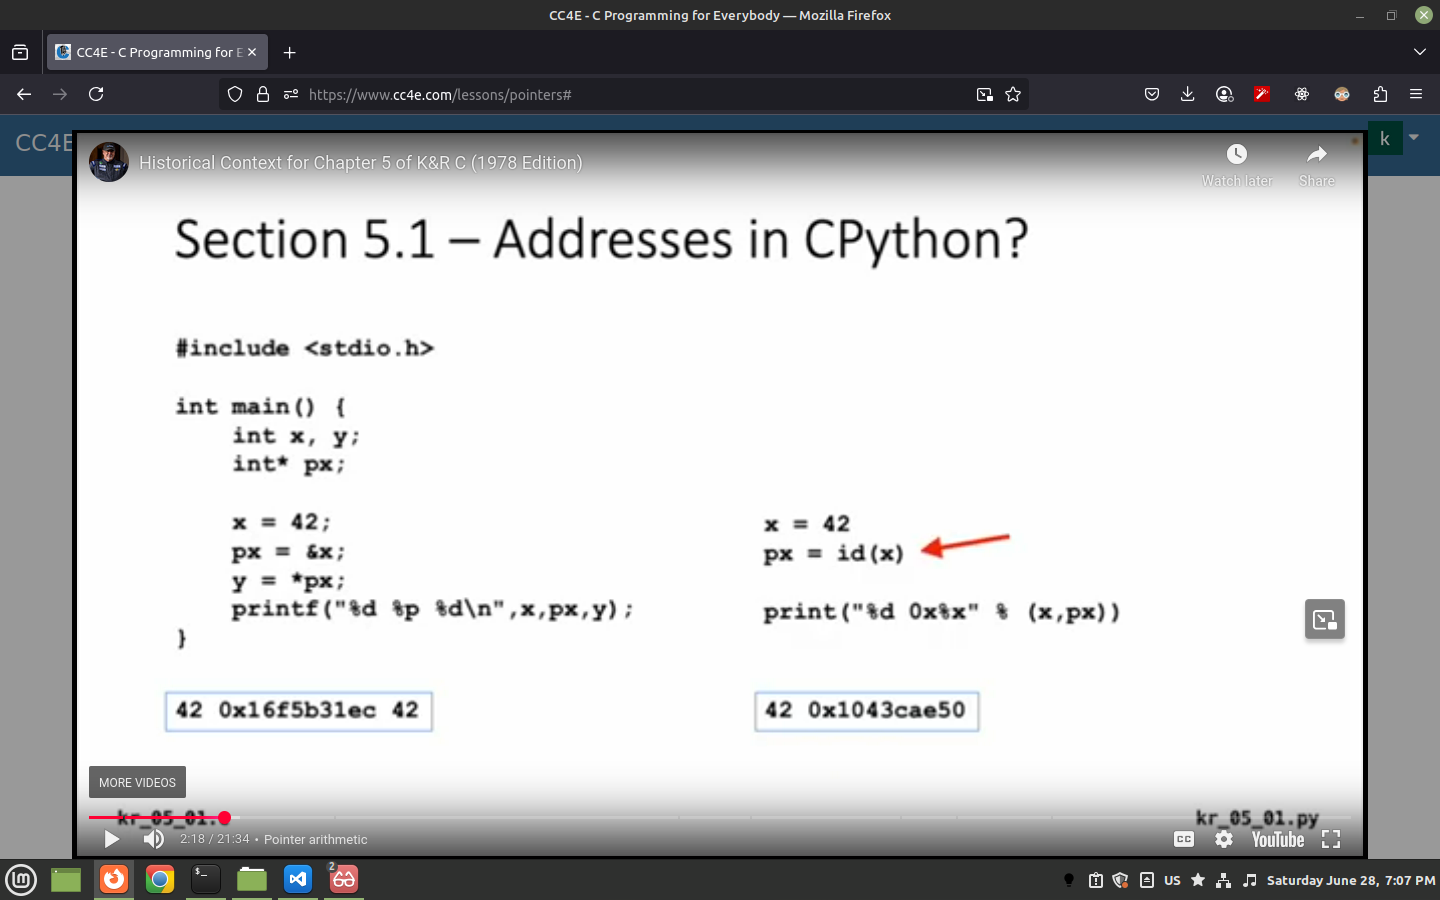 CC4E - C Programming for Everybody — Mozilla Firefox
CC4E - C Programming for E
https://www.cc4e.com/lessons/pointers#
CC4E
k
Historical Context for Chapter 5 of K&R C (1978 Edition)
Watch later
Share
Section 5.1 – Addresses in CPython?
#include <stdio.h>
int main() {
int x, y;
int* px;
x = 42;
px = &x;
y = *px;
printf("%d %p %d\n",x,px,y);
}
42 0x16f5b31ec 42
x = 42
px = id(x)
print("%d 0x%x" % (x,px))
42 0x1043cae50
MORE VIDEOS
kr_05_01.
kr_05_01.py
2:18 / 21:34 • Pointer arithmetic
CC
YouTube
lm
$_
2
US
Saturday June 28, 7:07 PM